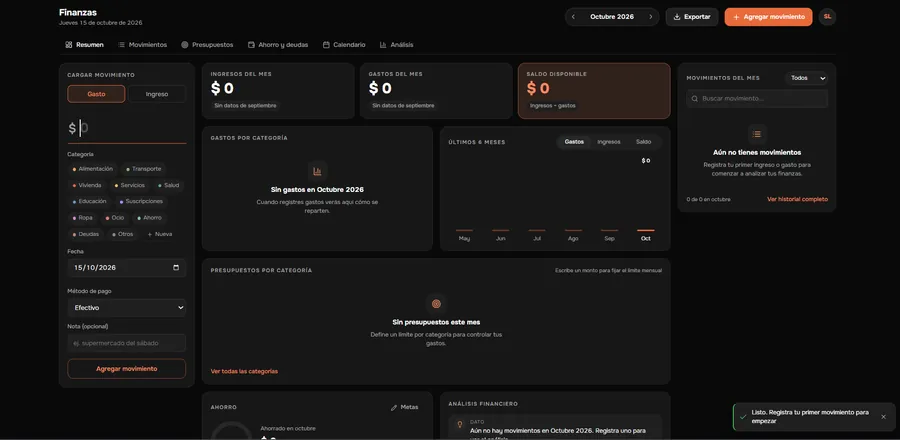 Finanzas
Jueves 15 de octubre de 2026
Octubre 2026
Exportar
Agregar movimiento
SL
Resumen
Movimientos
Presupuestos
Ahorro y deudas
Calendario
Análisis
CARGAR MOVIMIENTO
Gasto
Ingreso
$ 0
Categoría
Alimentación
Transporte
Vivienda
Servicios
Salud
Educación
Suscripciones
Ropa
Ocio
Ahorro
Deudas
Otros
+ Nueva
Fecha
15/10/2026
Método de pago
Efectivo
Nota (opcional)
ej. supermercado del sábado
Agregar movimiento
INGRESOS DEL MES
$ 0
Sin datos de septiembre
GASTOS DEL MES
$ 0
Sin datos de septiembre
SALDO DISPONIBLE
$ 0
Ingresos − gastos
GASTOS POR CATEGORÍA
Sin gastos en Octubre 2026
Cuando registres gastos verás aquí cómo se
reparten.
ÚLTIMOS 6 MESES
Gastos
Ingresos
Saldo
$ 0
May
Jun
Jul
Ago
Sep
Oct
PRESUPUESTOS POR CATEGORÍA
Escribe un monto para fijar el límite mensual
Sin presupuestos este mes
Define un límite por categoría para controlar tus
gastos.
Ver todas las categorías
AHORRO
Metas
Ahorrado en octubre
ANÁLISIS FINANCIERO
DATO
Aún no hay movimientos en Octubre 2026. Registra uno para
MOVIMIENTOS DEL MES
Todos
Buscar movimiento...
Aún no tienes movimientos
Registra tu primer ingreso o gasto para
comenzar a analizar tus finanzas.
0 de 0 en octubre
Ver historial completo
Listo. Registra tu primer movimiento para
empezar